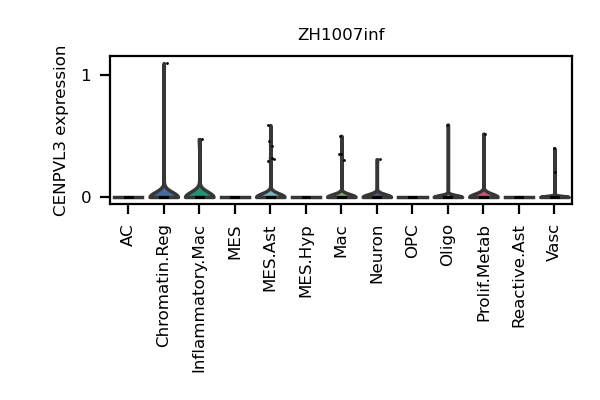 ZH1007inf
CENPVL3 expression
1
0
AC
Chromatin.Reg
Inflammatory.Mac
MES
MES.Ast
MES.Hyp
Mac
Neuron
OPC
Oligo
Prolif.Metab
Reactive.Ast
Vasc